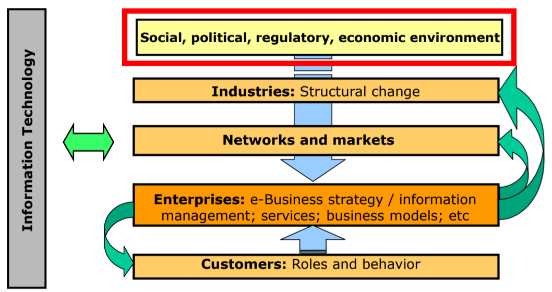 Information Technology
Social, political, regulatory, economic environment
Industries: Structural change
Networks and markets
Enterprises: e-Business strategy / information
management; services; business models; etc
Customers: Roles and behavior